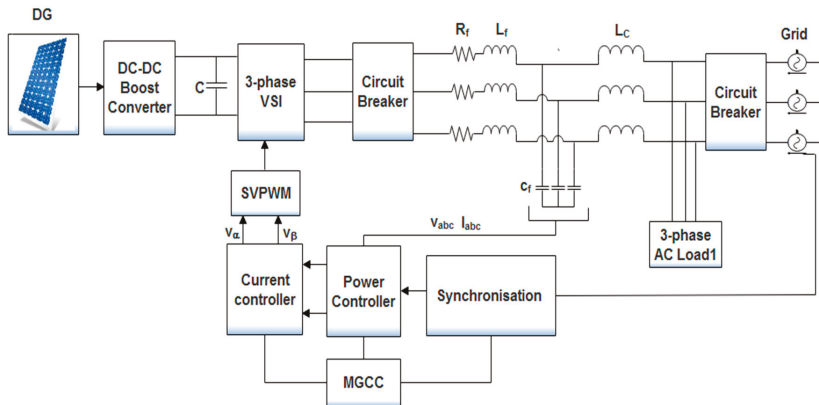 DG
DC-DC
Boost
Converter
C
3-phase
VSI
Circuit
Breaker
Rf
Lf
LC
Circuit
Breaker
Grid
cf
SVPWM
Vα
Vβ
Vabc Iabc
3-phase
AC Load1
Current
controller
Power
Controller
Synchronisation
MGCC